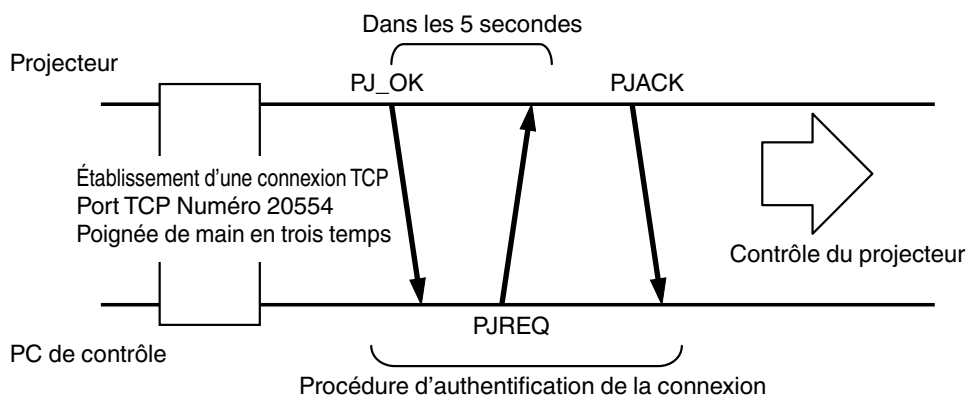 Dans les 5 secondes
Projecteur
PJ_OK
PJACK
Établissement d’une connexion TCP
Port TCP Numéro 20554
Poignée de main en trois temps
Contrôle du projecteur
PJREQ
PC de contrôle
Procédure d’authentification de la connexion